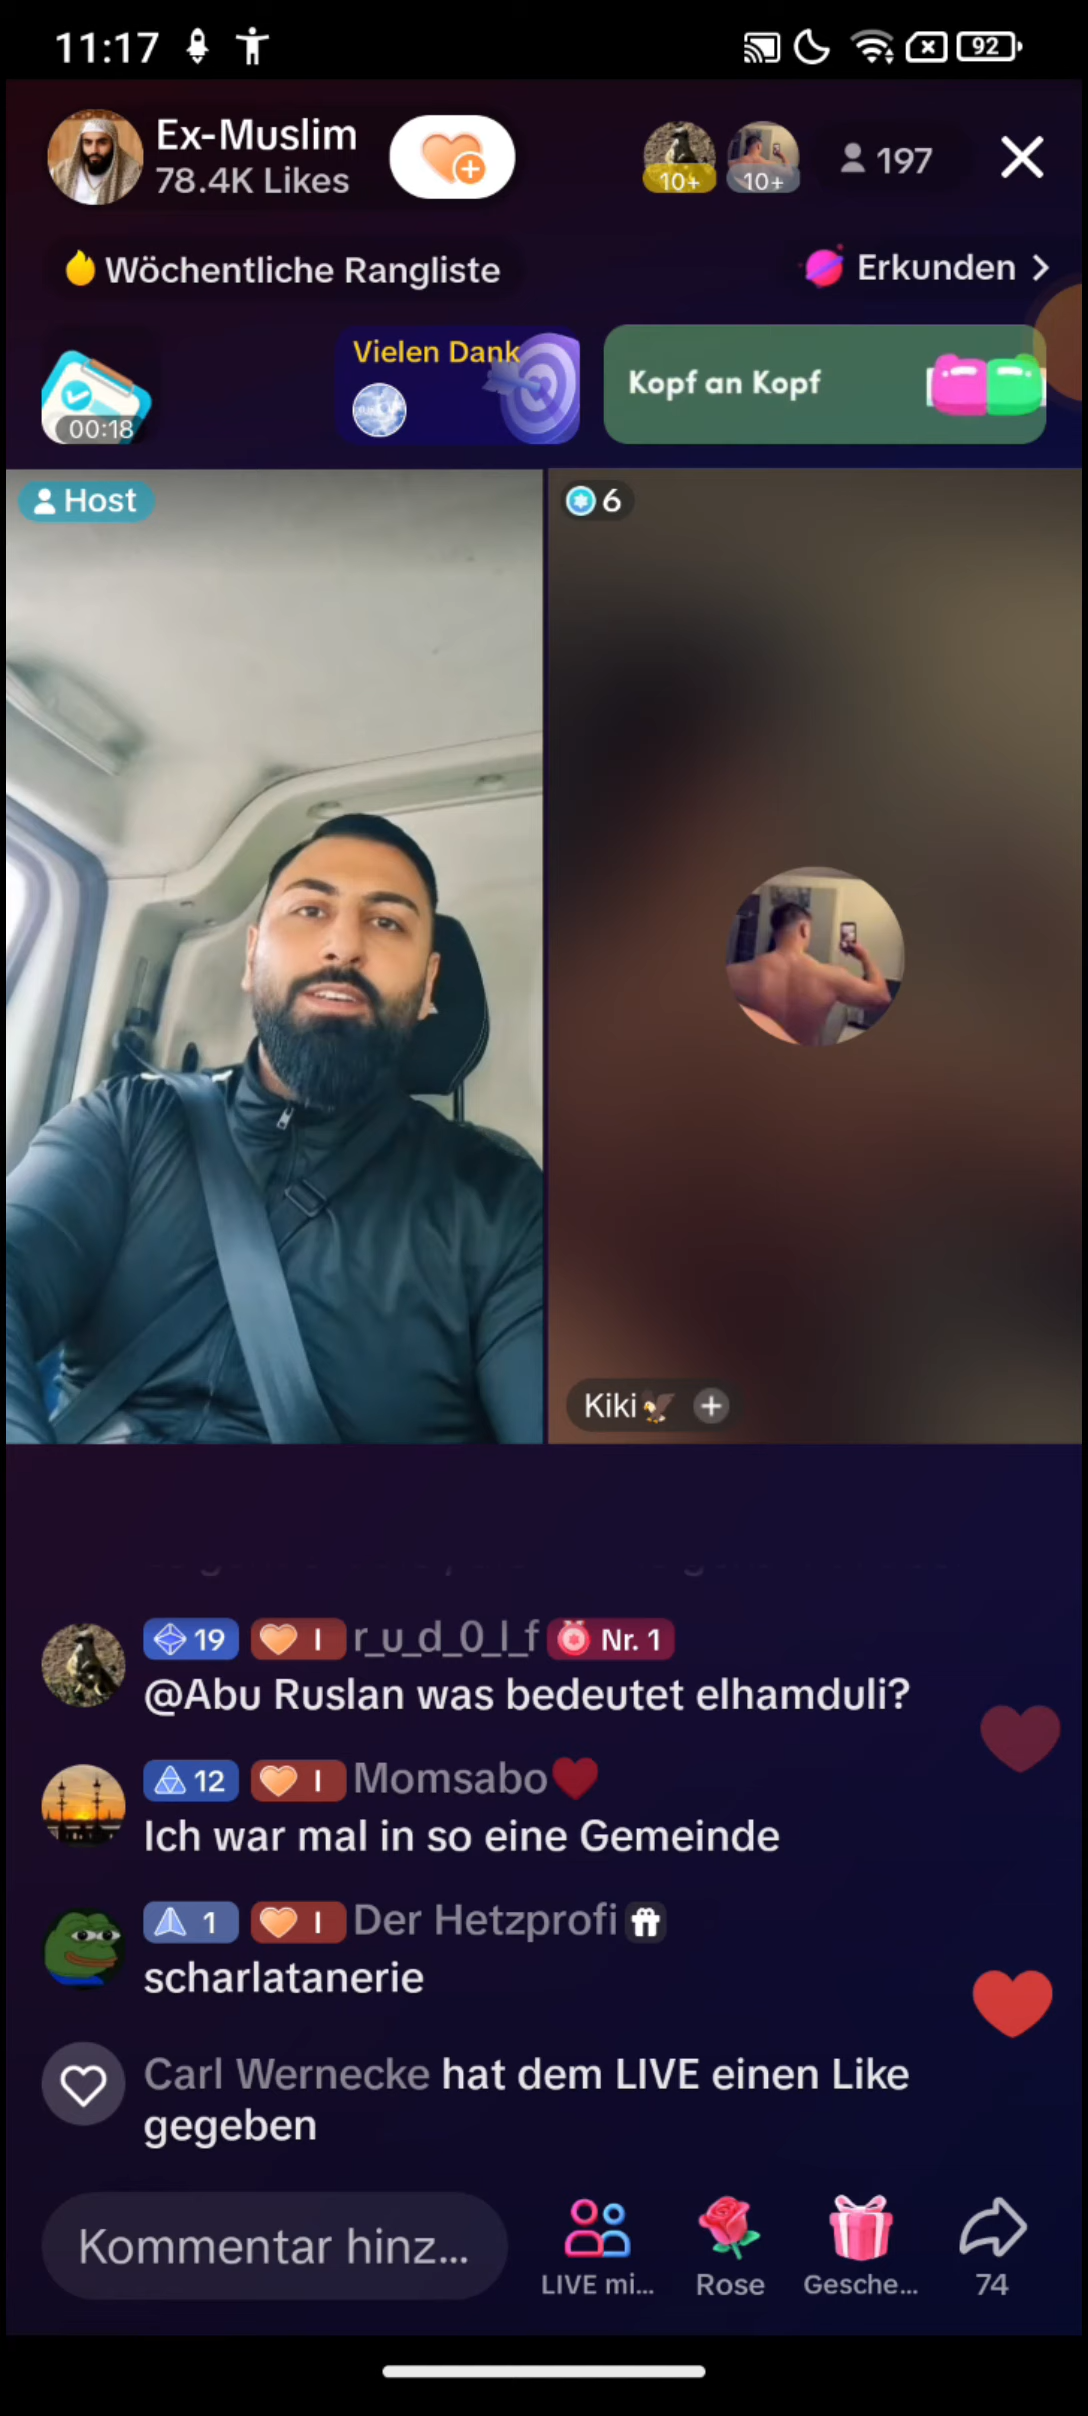 11:17
92
Ex-Muslim
78.4K Likes
10+
10+
197
Wöchentliche Rangliste
Erkunden
00:18
Vielen Dank
Kopf an Kopf
Host
6
Kiki
19 I r_u_d_0_l_f Nr. 1
@Abu Ruslan was bedeutet elhamduli?
12 I Momsabo
Ich war mal in so eine Gemeinde
1 I Der Hetzprofi
scharlatanerie
Carl Wernecke hat dem LIVE einen Like
gegeben
Kommentar hinz...
LIVE mi...
Rose
Gesche...
74